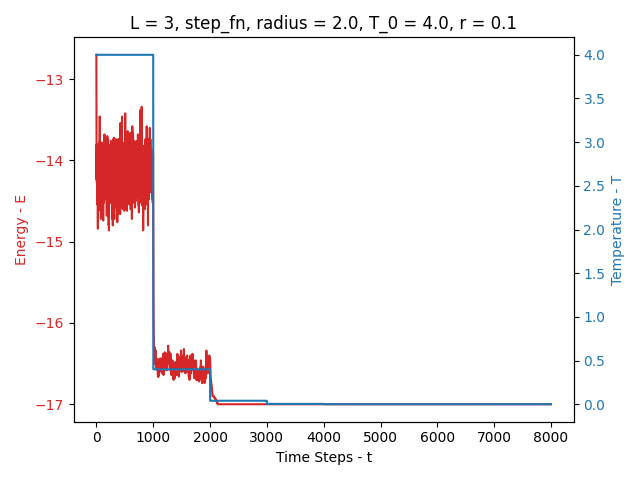 L = 3, step_fn, radius = 2.0, T_0 = 4.0, r = 0.1
−13
−14
−15
−16
−17
Energy - E
4.0
3.5
3.0
2.5
2.0
1.5
1.0
0.5
0.0
Temperature - T
0 1000 2000 3000 4000 5000 6000 7000 8000
Time Steps - t